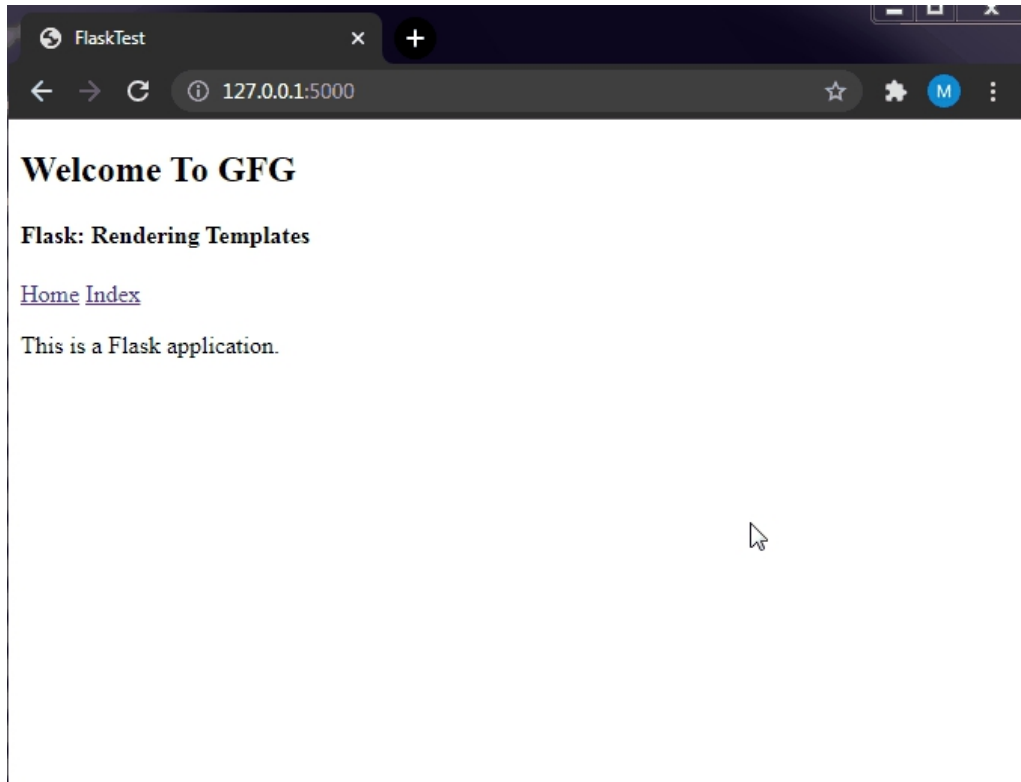 FlaskTest
127.0.0.1:5000
M
Welcome To GFG
Flask: Rendering Templates
Home Index
This is a Flask application.